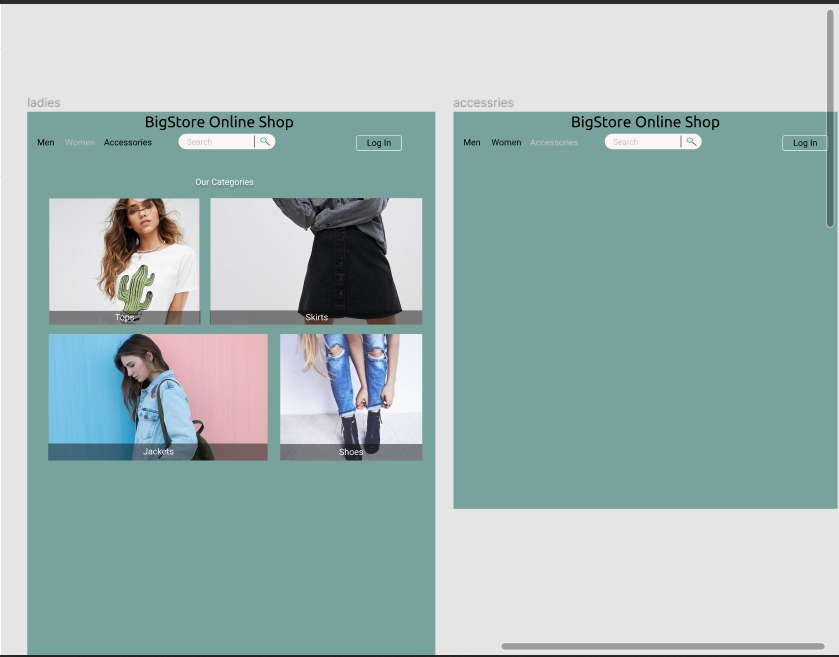 ladies
BigStore Online Shop
Men Women Accessories Search Log In
Our Categories
Tops
Skirts
Jackets
Shoes
accessries
BigStore Online Shop
Men Women Accessories Search Log In